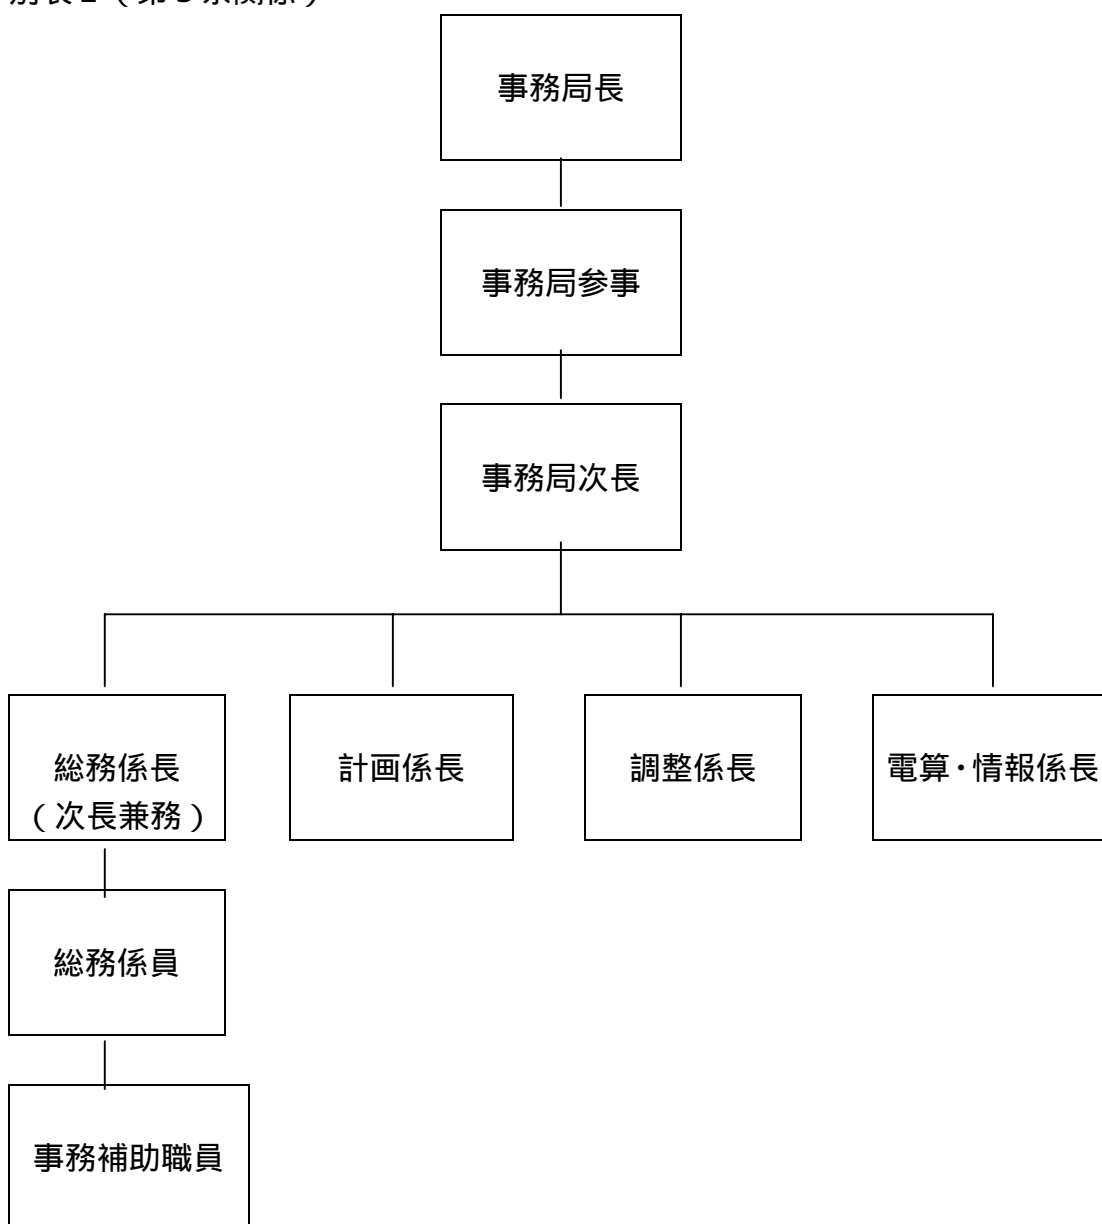 事務局長
事務局参事
事務局次長
総務係長
（次長兼務）
計画係長
調整係長
電算・情報係長
総務係員
事務補助職員